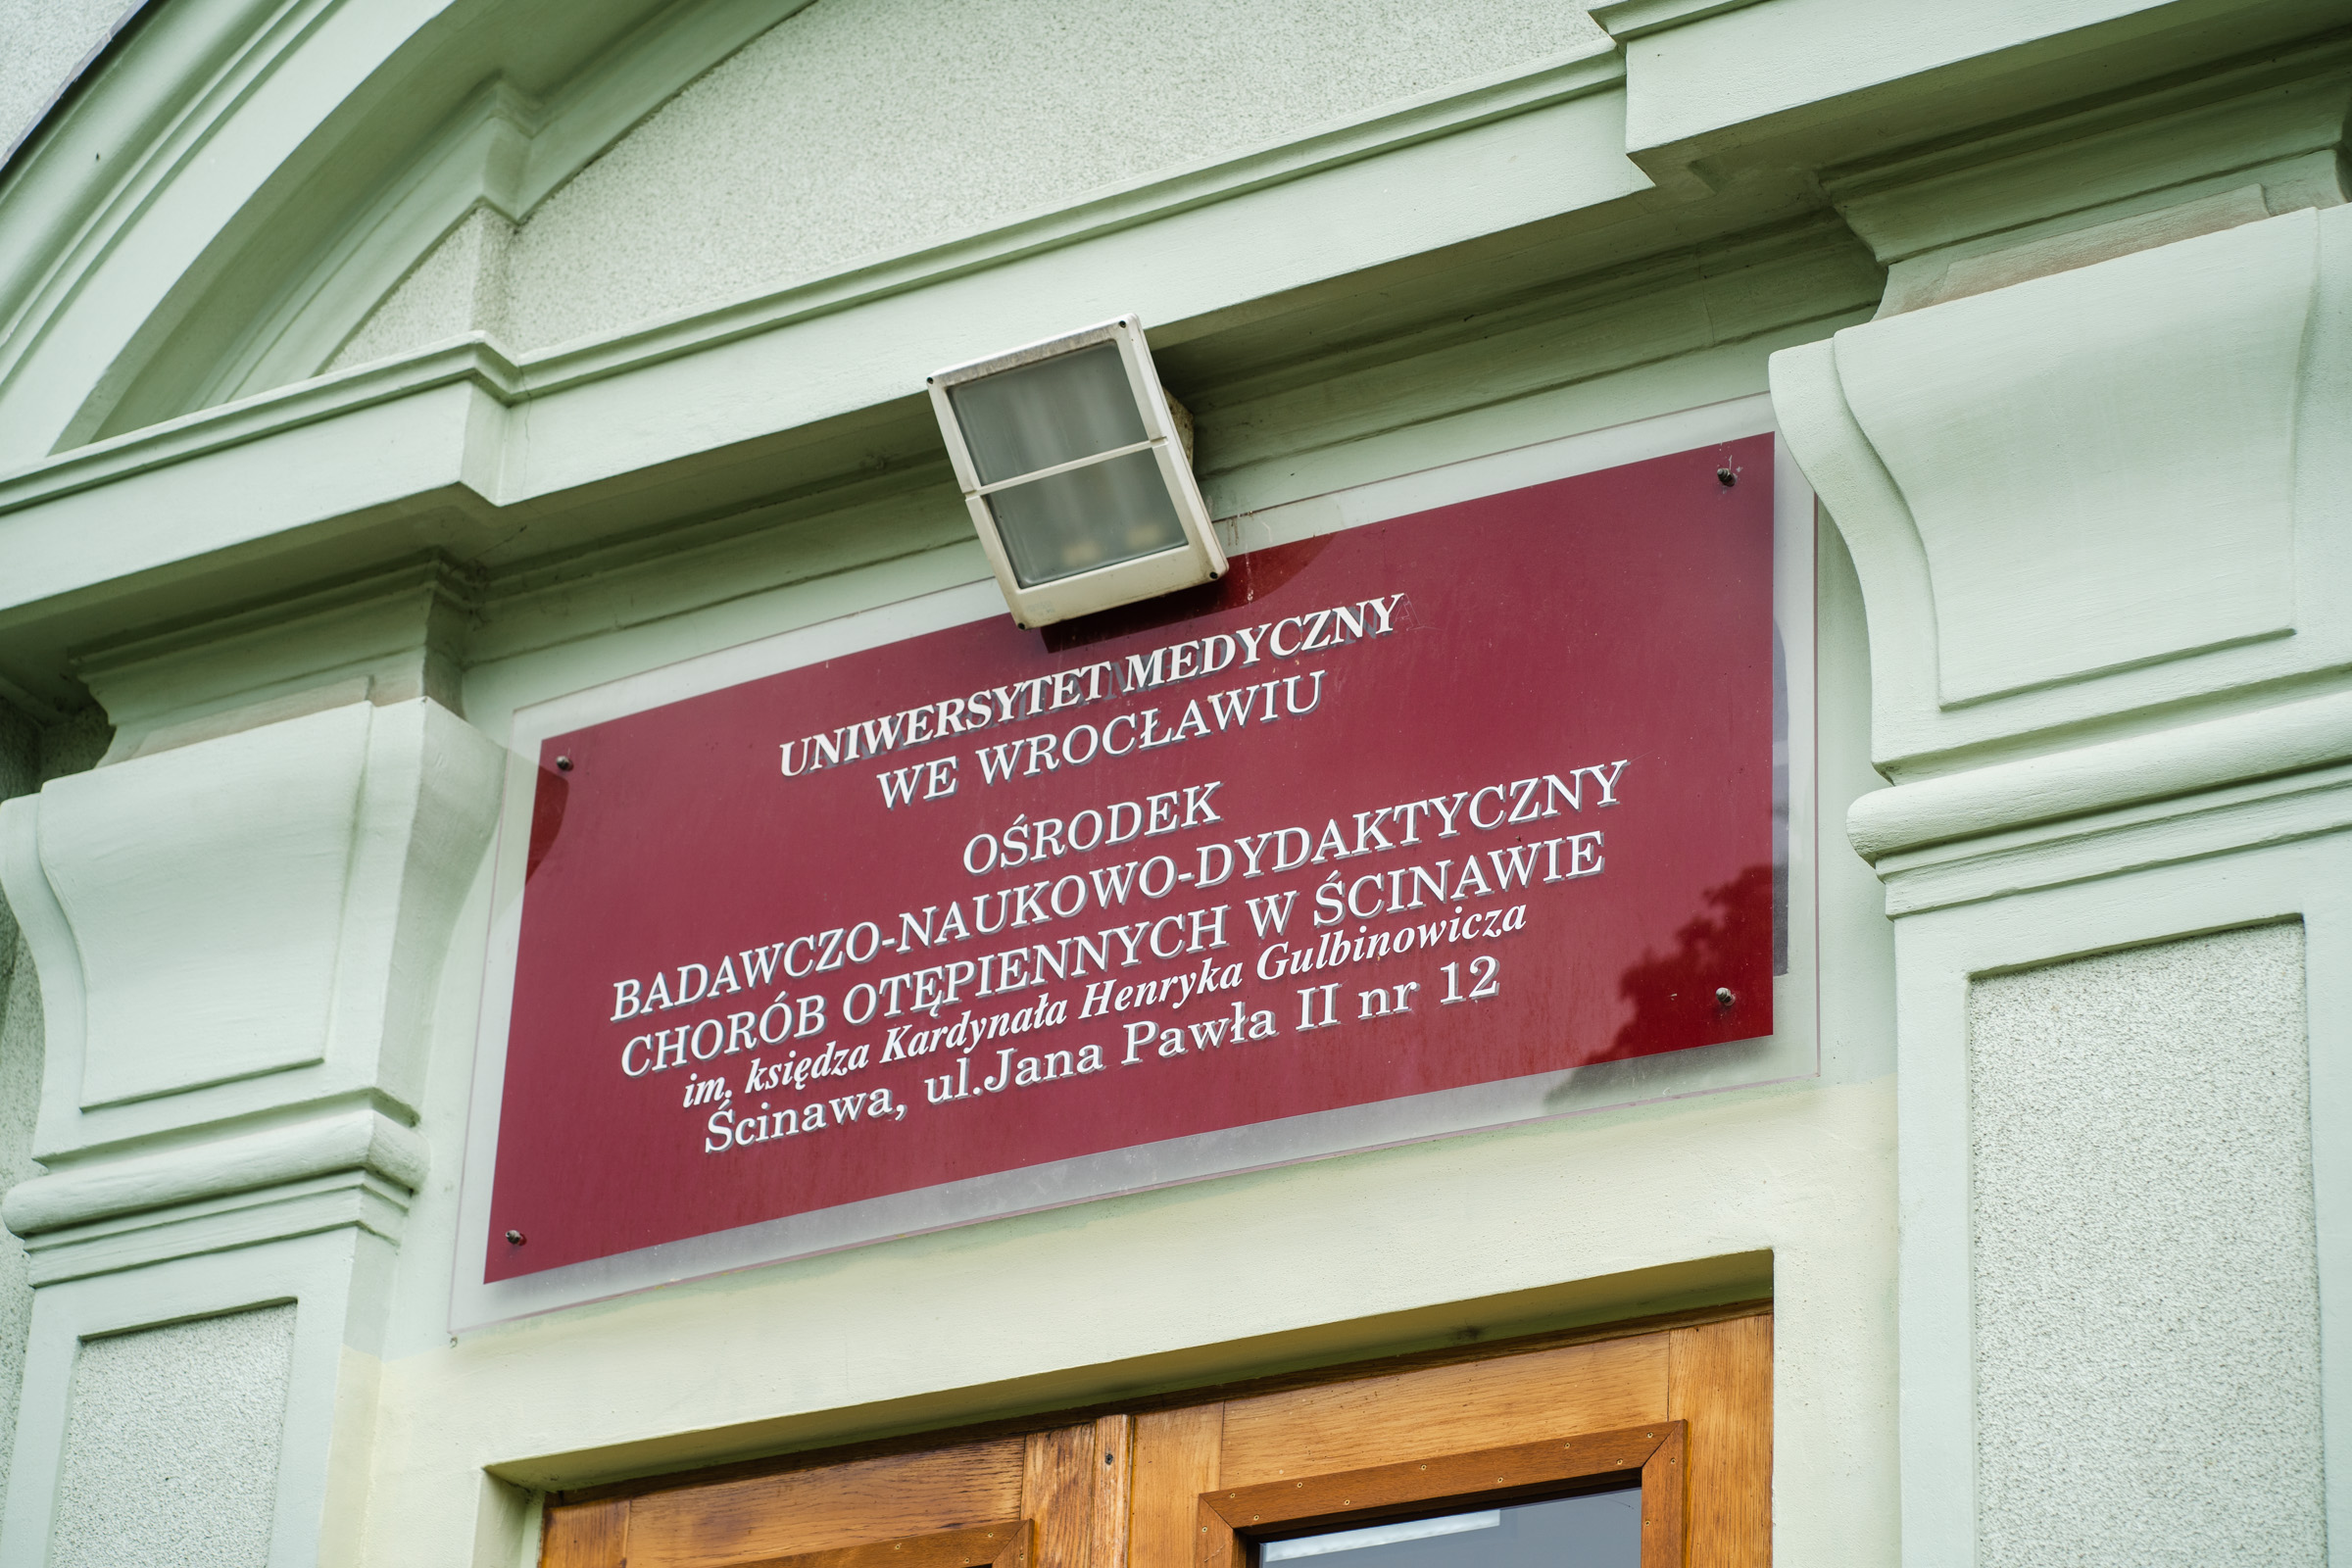 UNIWERSYTET MEDYCZNY
WE WROCŁAWIU
OŚRODEK
BADAWCZO-NAUKOWO-DYDAKTYCZNY
CHORÓB OTĘPIENNYCH W ŚCINAWIE
im. księdza Kardynała Henryka Gulbinowicza
Ścinawa, ul.Jana Pawła II nr 12